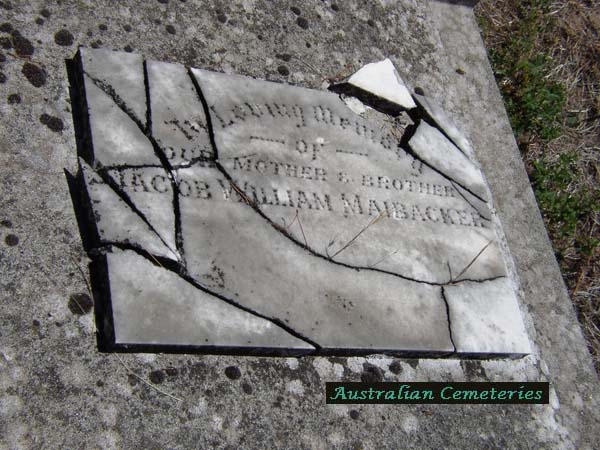 In Loving Memory
of
OUR MOTHER & BROTHER
JACOB WILLIAM MAIBACKER
Australian Cemeteries